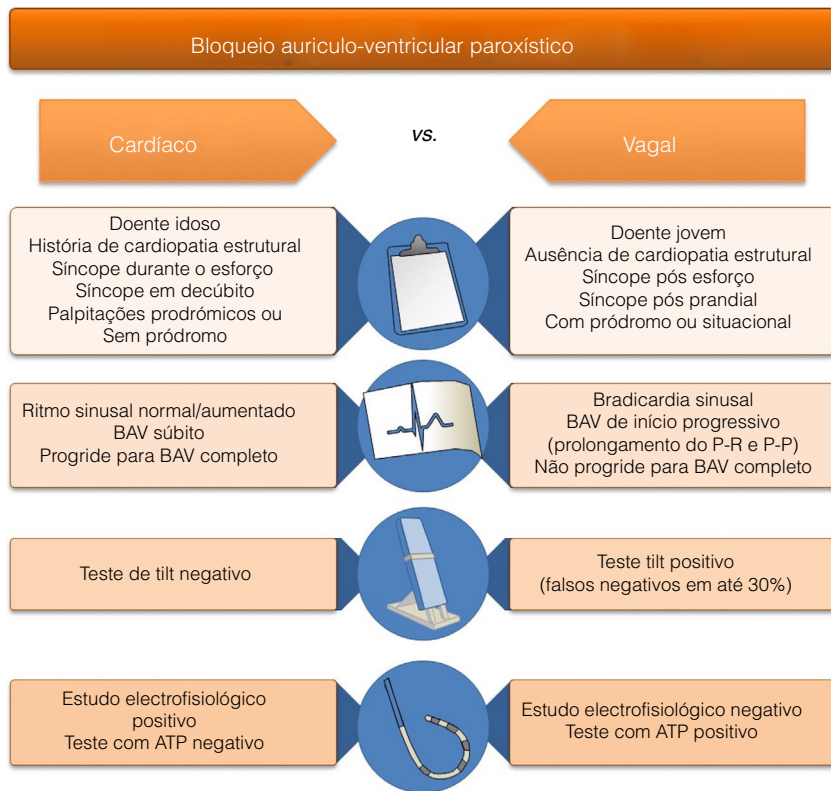 Bloqueio auriculo-ventricular paroxístico
Cardíaco
vs.
Vagal
Doente idoso
História de cardiopatia estrutural
Síncope durante o esforço
Síncope em decúbito
Palpitações prodrómicos ou
Sem pródromo
Doente jovem
Ausência de cardiopatia estrutural
Síncope pós esforço
Síncope pós prandial
Com pródromo ou situacional
Ritmo sinusal normal/aumentado
BAV súbito
Progride para BAV completo
Bradicardia sinusal
BAV de início progressivo
(prolongamento do P-R e P-P)
Não progride para BAV completo
Teste de tilt negativo
Teste tilt positivo
(falsos negativos em até 30%)
Estudo electrofisiológico
positivo
Teste com ATP negativo
Estudo electrofisiológico negativo
Teste com ATP positivo